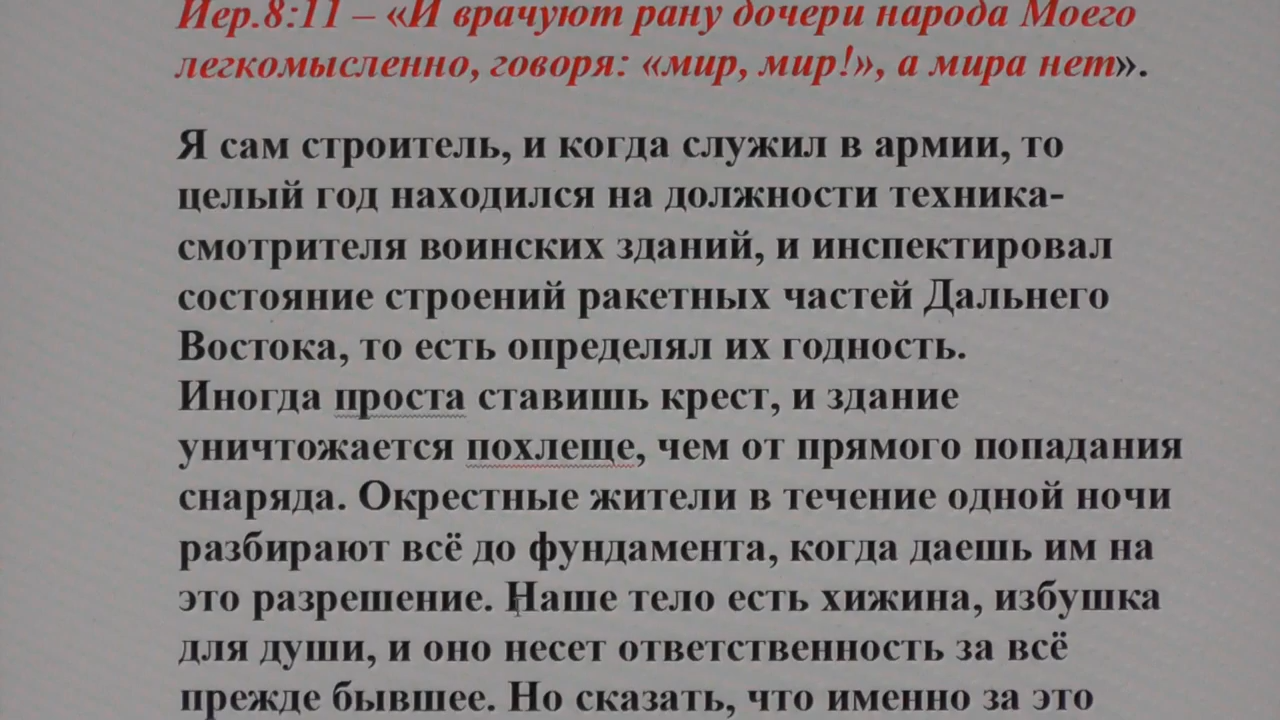 Иер.8:11 – «И врачуют рану дочери народа Моего
легкомысленно, говоря: «мир, мир!», а мира нет».
Я сам строитель, и когда служил в армии, то
целый год находился на должности техника-
смотрителя воинских зданий, и инспектировал
состояние строений ракетных частей Дальнего
Востока, то есть определял их годность.
Иногда проста ставишь крест, и здание
уничтожается похлеще, чем от прямого попадания
снаряда. Окрестные жители в течение одной ночи
разбирают всё до фундамента, когда даешь им на
это разрешение. Наше тело есть хижина, избушка
для души, и оно несет ответственность за всё
прежде бывшее. Но сказать, что именно за это